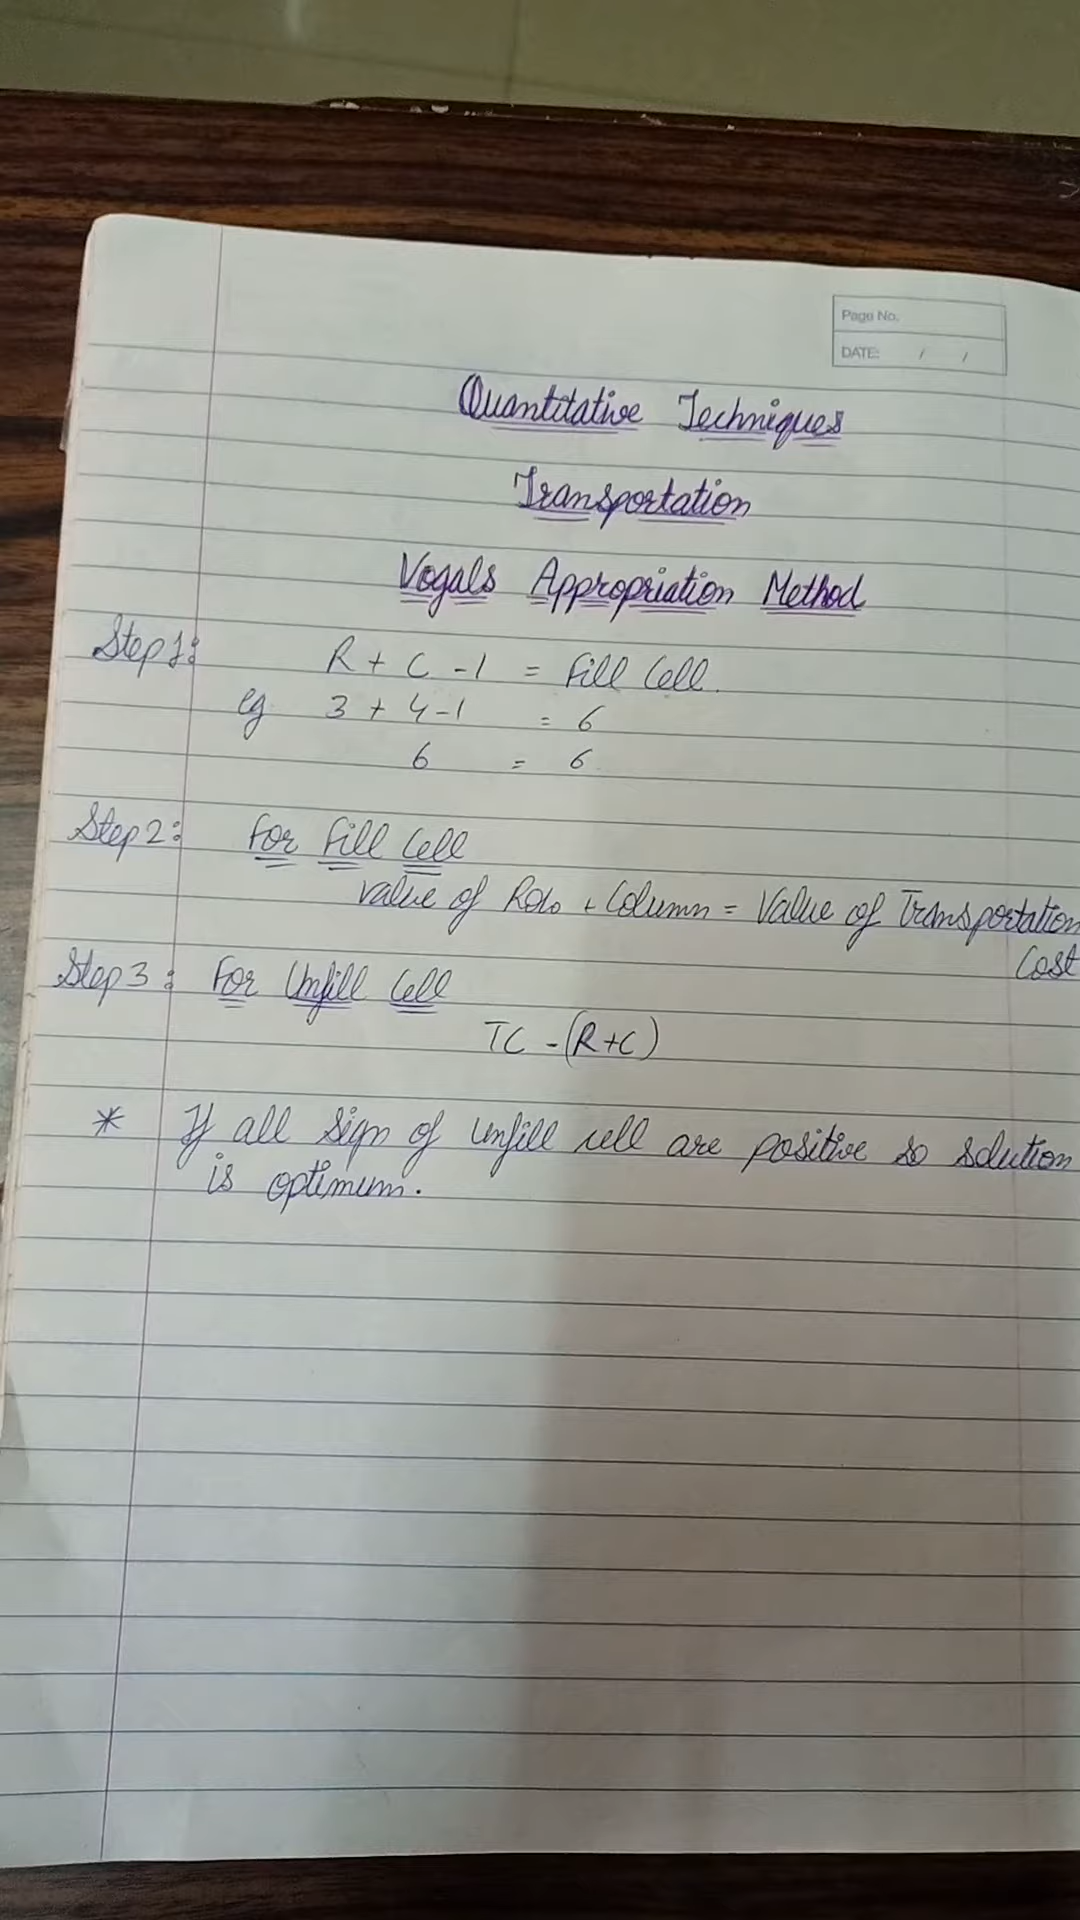 Page No.
DATE: / /
Quantitative Techniques
Transportation
Vogals Appropriation Method
Step 1: R + C - 1 = Fill Cell.
eg 3 + 4 - 1 = 6
6 = 6
Step 2: For Fill Cell
Value of Row + Column = Value of Transportation
Cost
Step 3: For Unfill Cell
TC - (R+C)
* If all sign of unfill cell are positive so solution
is optimum.